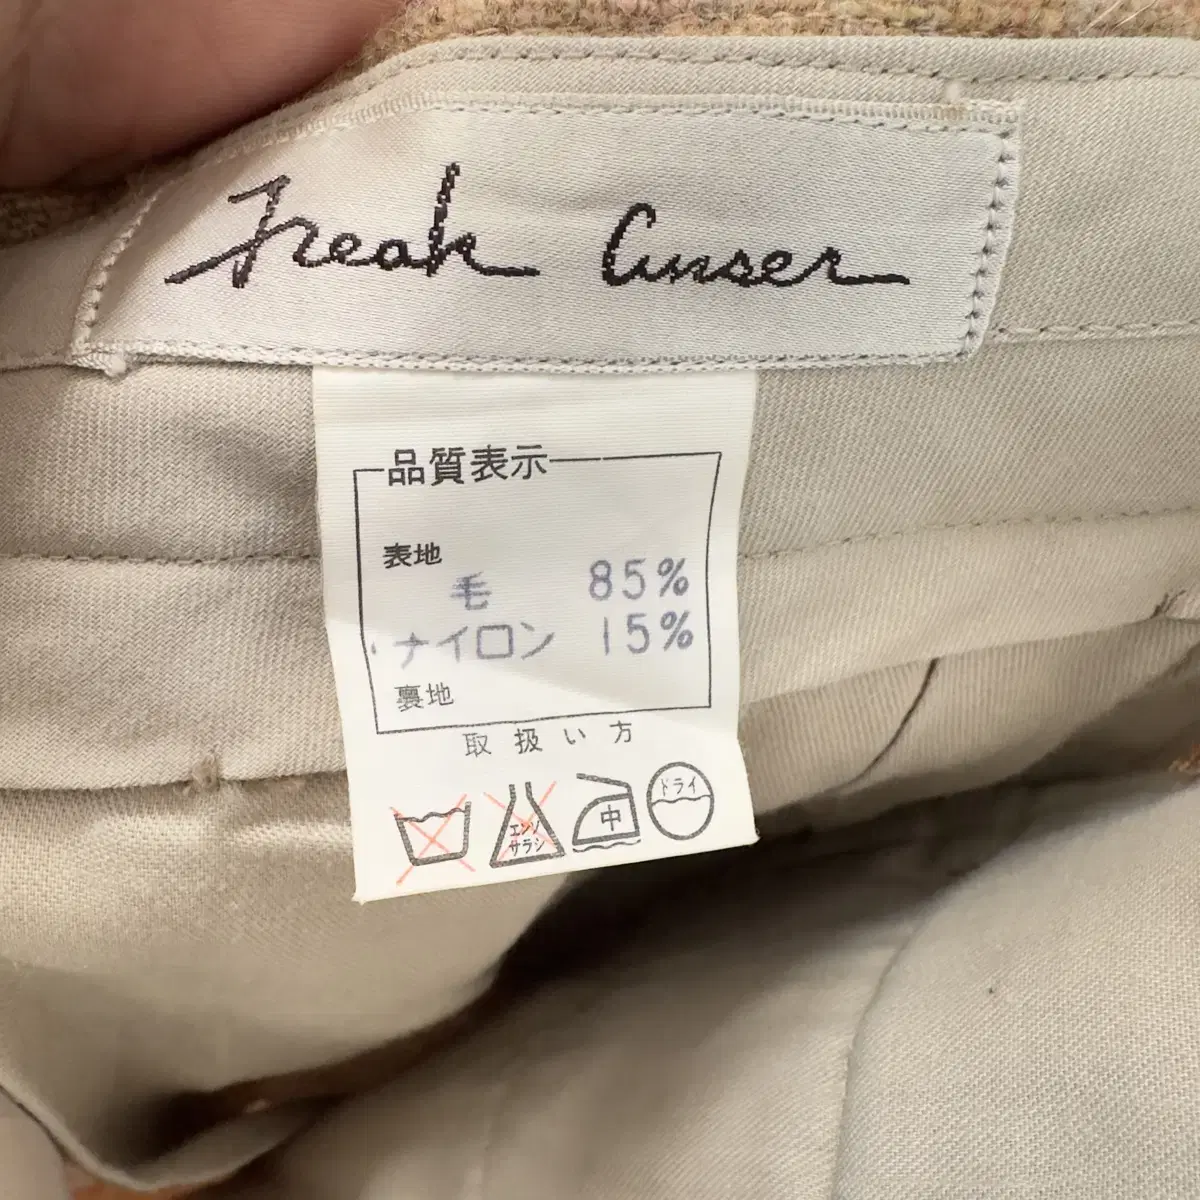 Freak Cunser
品質表示
表地
毛 85%
ナイロン 15%
裏地
取扱い方
エンソ
サラシ
中
ドライ